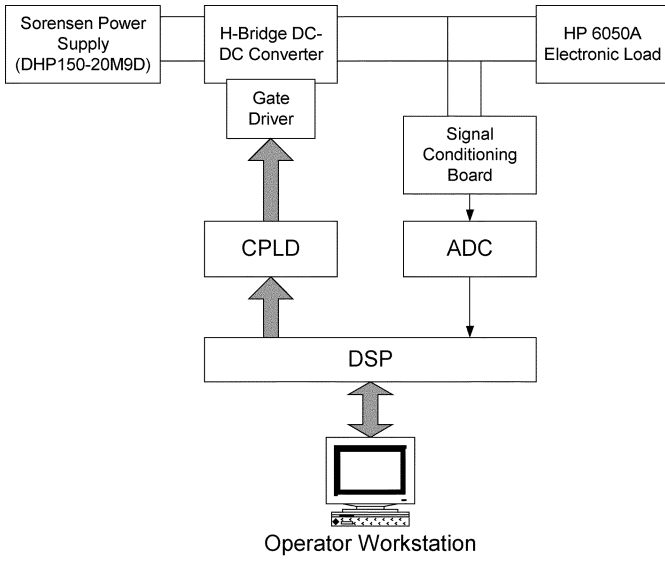 Sorensen Power
Supply
(DHP150-20M9D)
H-Bridge DC-
DC Converter
HP 6050A
Electronic Load
Gate
Driver
Signal
Conditioning
Board
CPLD
ADC
DSP
Operator Workstation